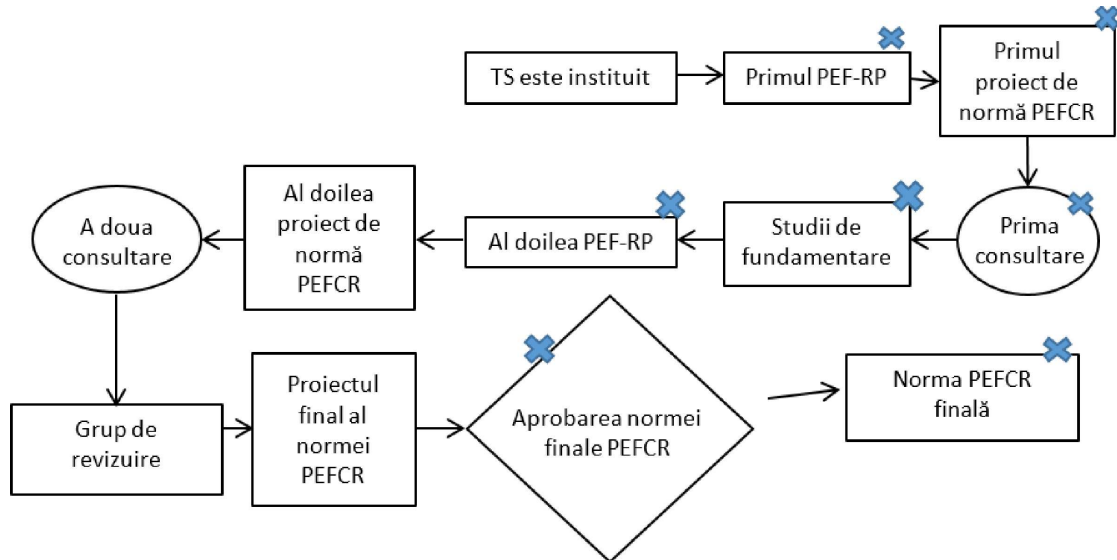 TS este instituit
Primul PEF-RP
Primul
proiect de
normă PEFCR
Prima
consultare
Studii de
fundamentare
Al doilea PEF-RP
Al doilea
proiect de
normă
PEFCR
A doua
consultare
Grup de
revizuire
Proiectul
final al
normei
PEFCR
Aprobarea normei
finale PEFCR
Norma PEFCR
finală